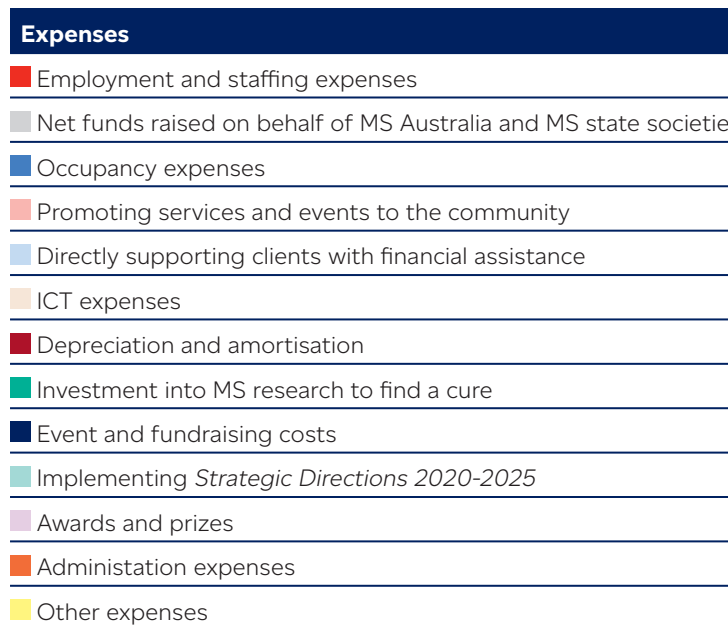 Expenses
Employment and staffing expenses
Net funds raised on behalf of MS Australia and MS state societie
Occupancy expenses
Promoting services and events to the community
Directly supporting clients with financial assistance
ICT expenses
Depreciation and amortisation
Investment into MS research to find a cure
Event and fundraising costs
Implementing Strategic Directions 2020-2025
Awards and prizes
Administation expenses
Other expenses